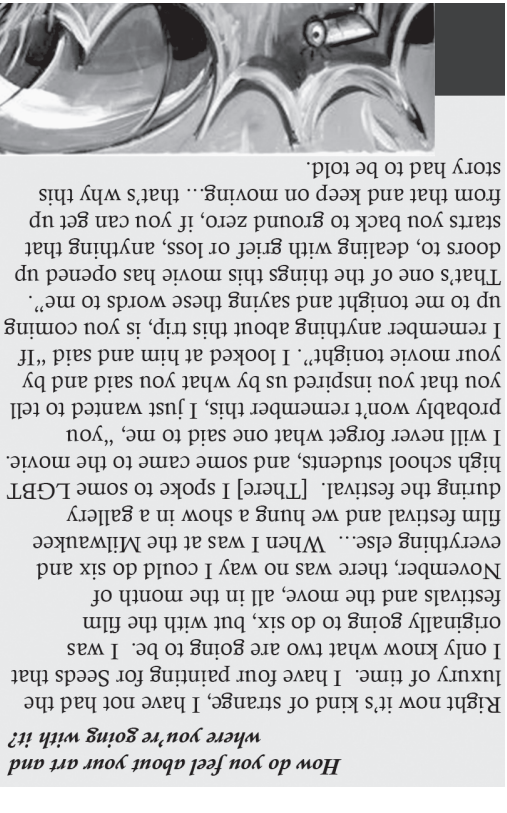 How do you feel about your art and
where you're going with it?
Right now it's kind of strange, I have not had the
luxury of time. I have four painting for Seeds that
I only know what two are going to be. I was
originally going to do six, but with the film
festivals and the move, all in the month of
November, there was no way I could do six and
everything else... When I was at the Milwaukee
film festival and we hung a show in a gallery
during the festival. [There] I spoke to some LGBT
high school students, and some came to the movie.
I will never forget what one said to me, "you
probably won't remember this, I just wanted to tell
you that you inspired us by what you said and by
your movie tonight". I looked at him and said "If
I remember anything about this trip, is you coming
up to me tonight and saying these words to me".
That's one of the things this movie has opened up
doors to, dealing with grief or loss, anything that
starts you back to ground zero, if you can get up
from that and keep on moving... that's why this
story had to be told.